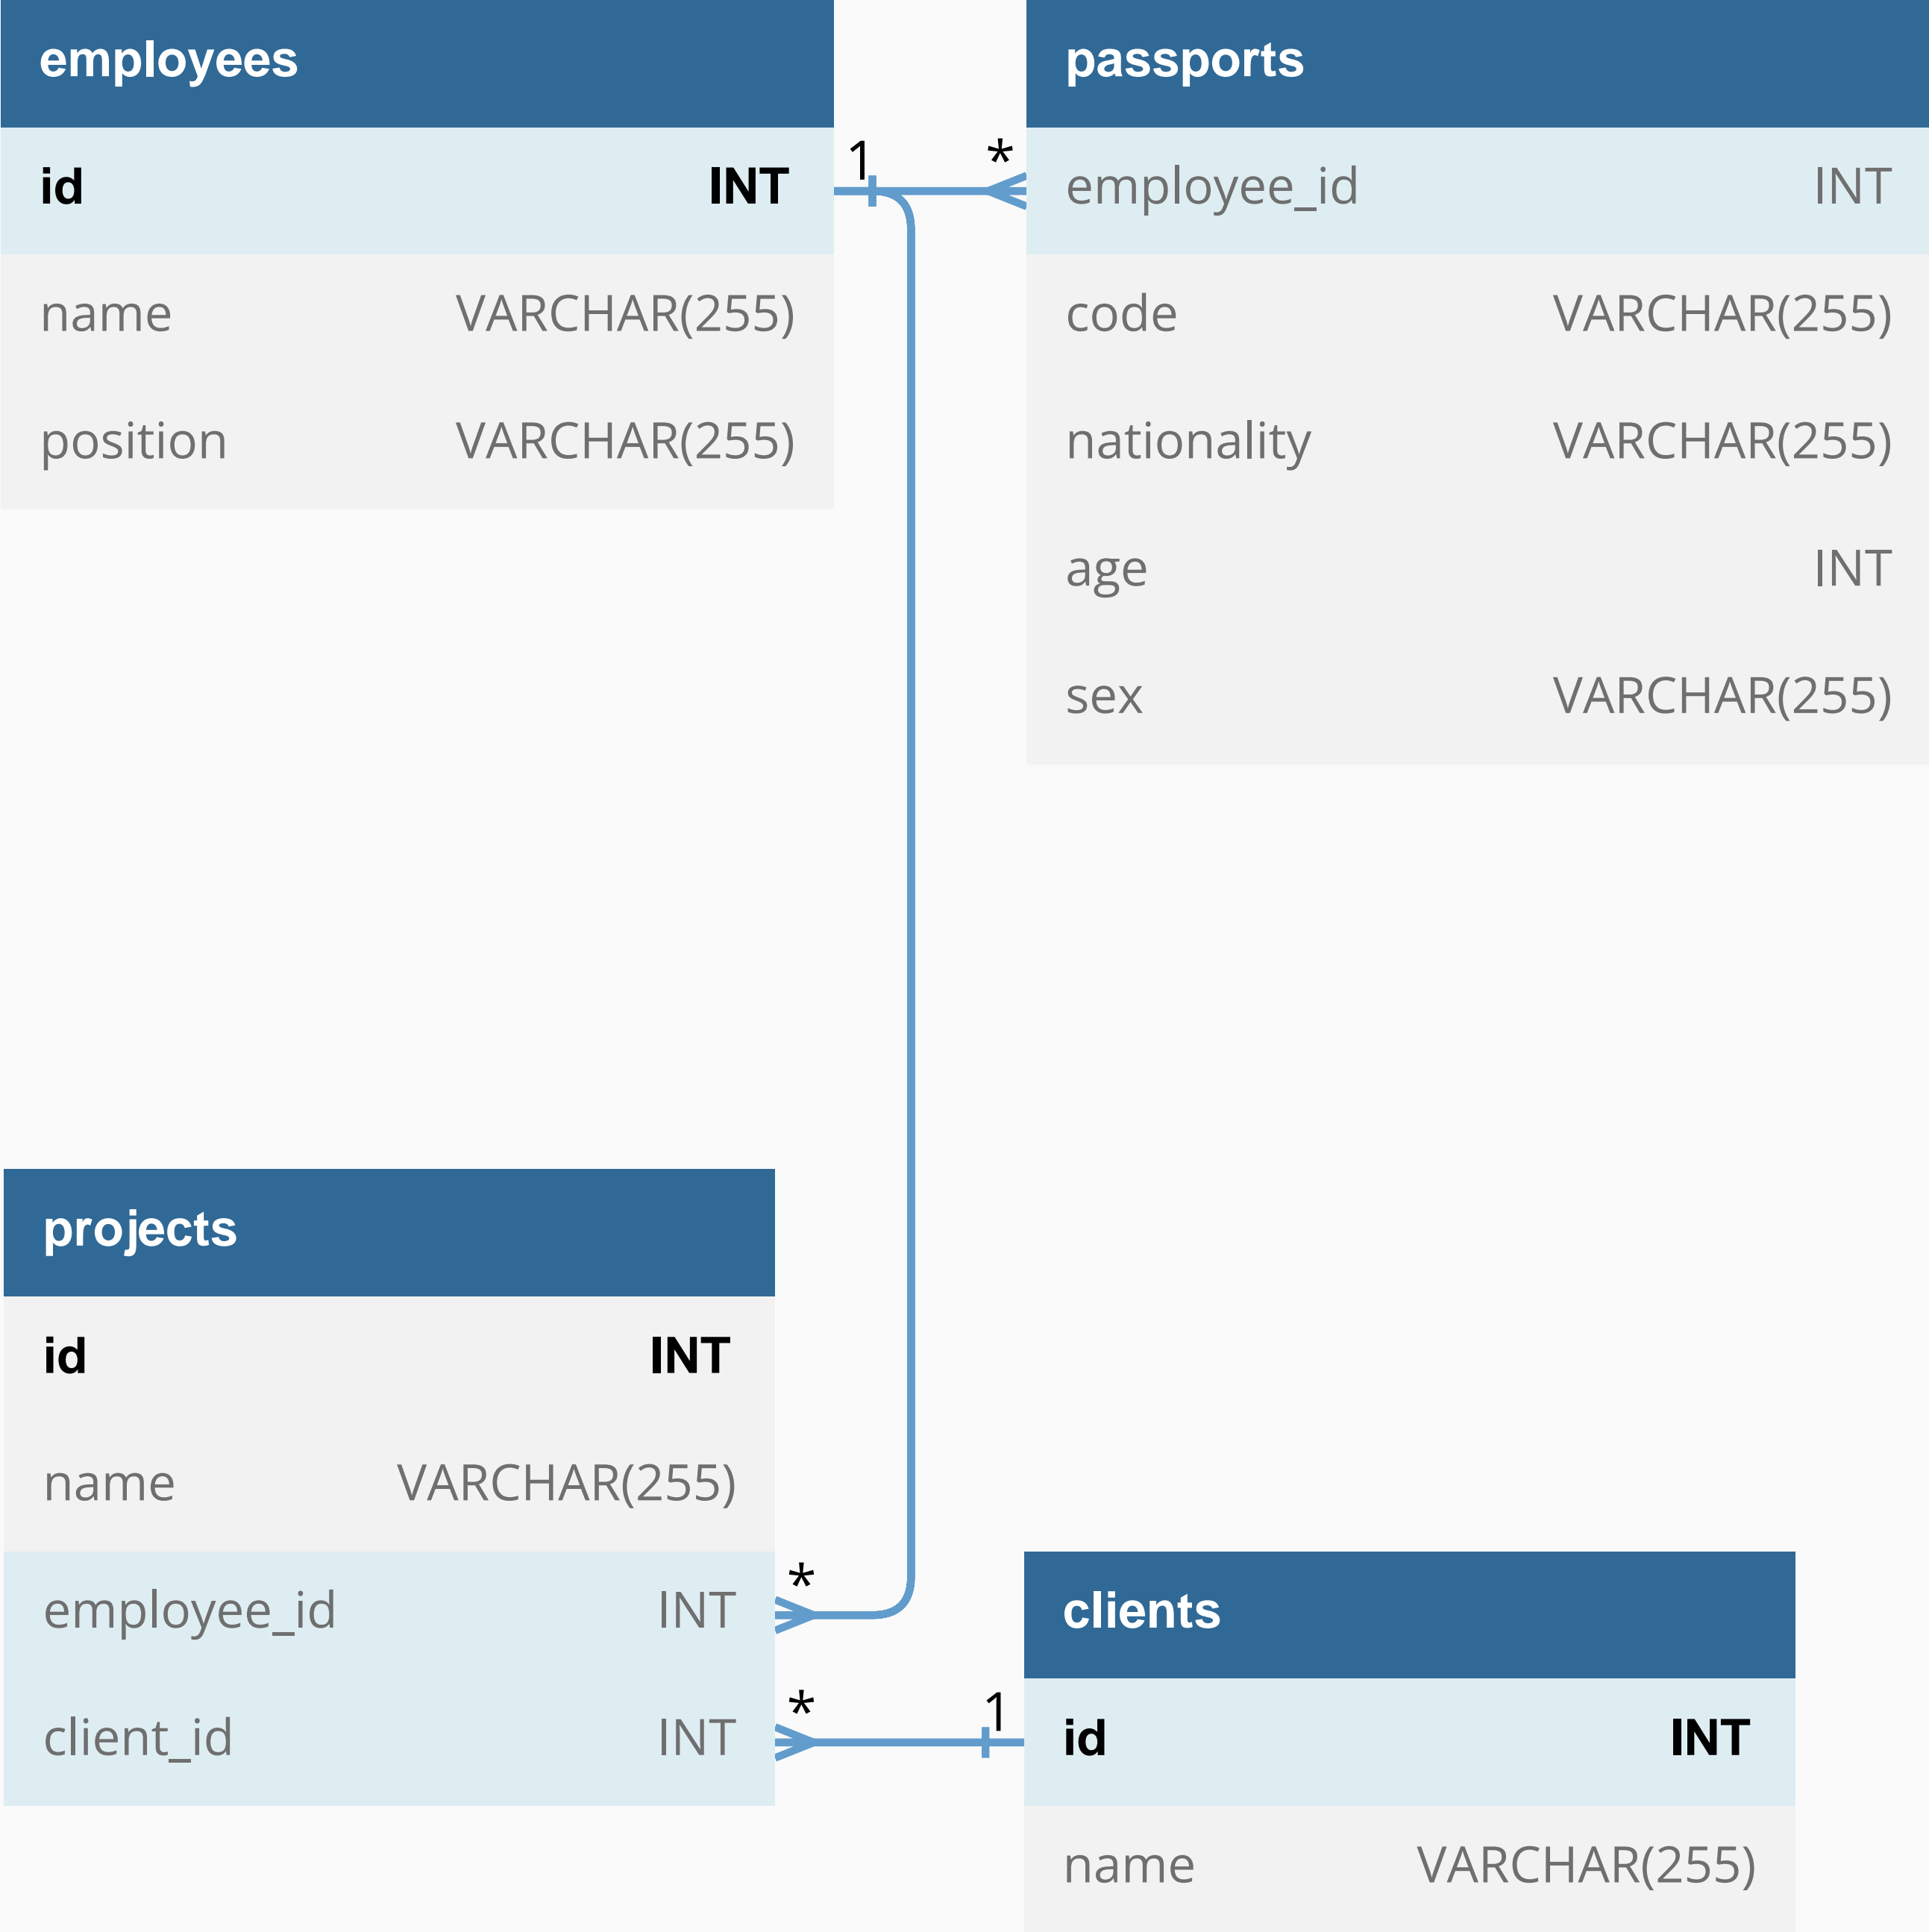 employees
id INT
name VARCHAR(255)
position VARCHAR(255)
1 *
passports
employee_id INT
code VARCHAR(255)
nationality VARCHAR(255)
age INT
sex VARCHAR(255)
projects
id INT
name VARCHAR(255)
employee_id INT
client_id INT
*
* 1
clients
id INT
name VARCHAR(255)